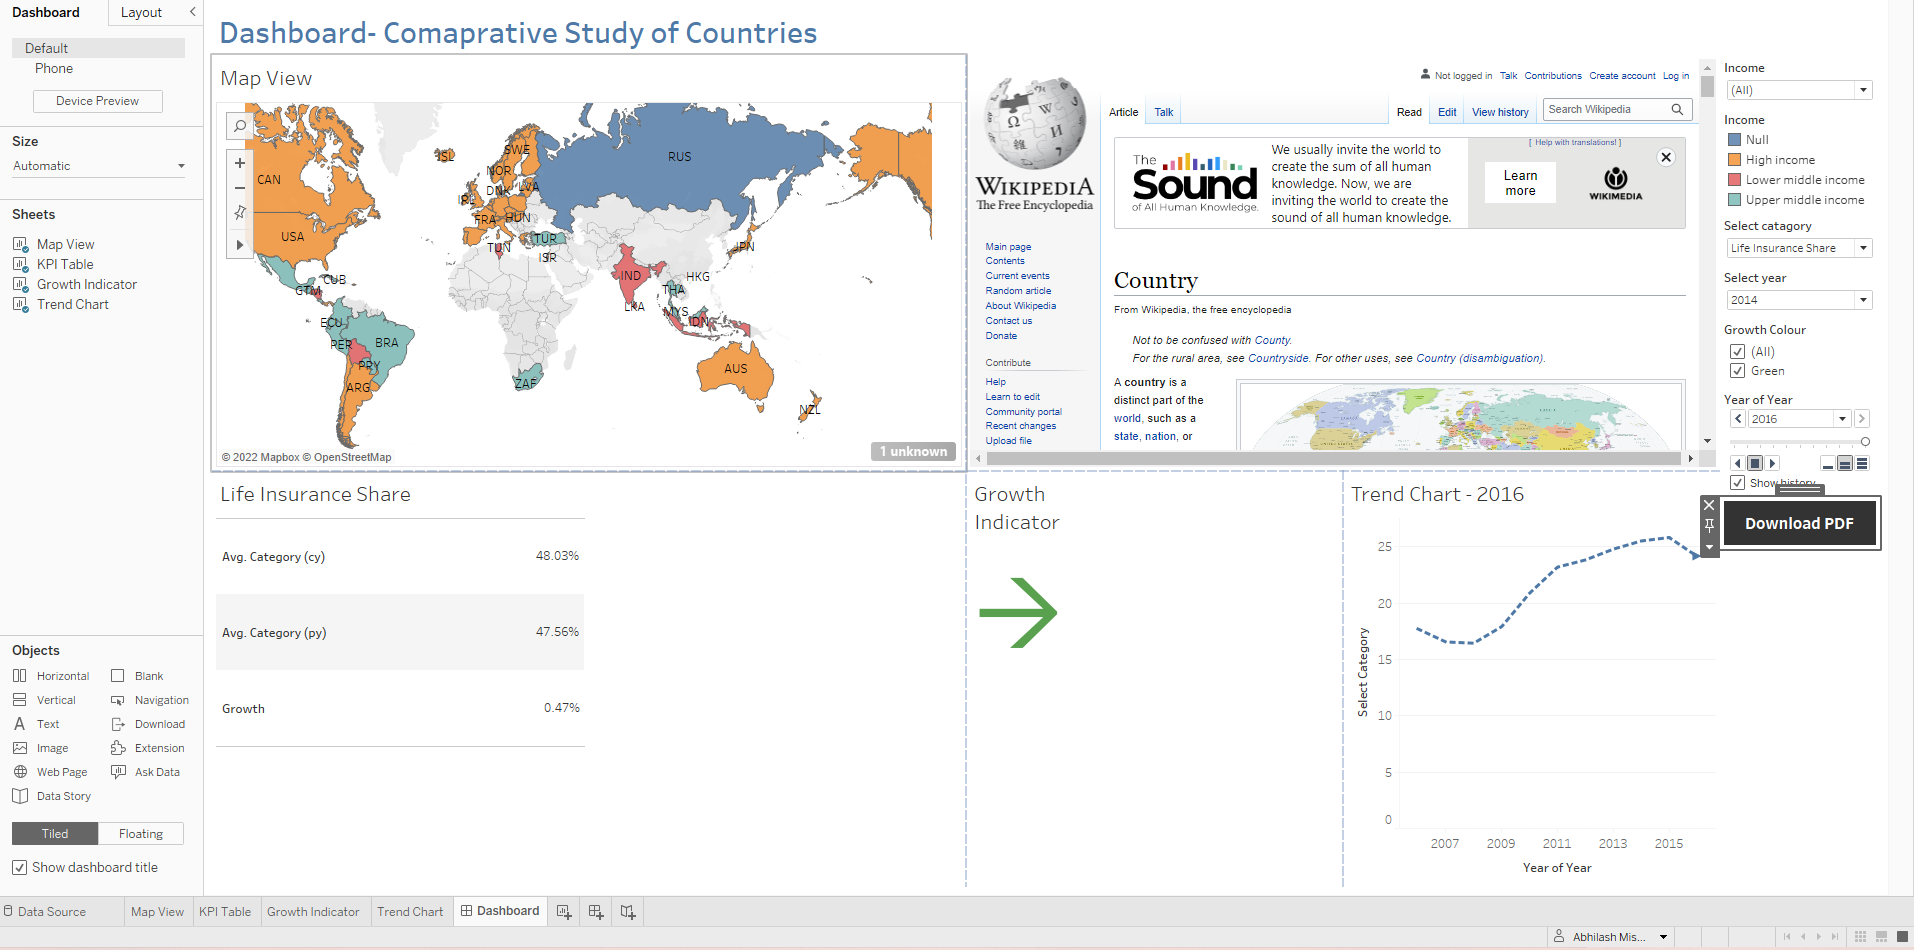 Dashboard
Layout
Default
Phone
Device Preview
Size
Automatic
Sheets
Map View
KPI Table
Growth Indicator
Trend Chart
Objects
Horizontal
Blank
Vertical
Navigation
Text
Download
Image
Extension
Web Page
Ask Data
Data Story
Tiled
Floating
Show dashboard title
Dashboard- Comaprative Study of Countries
Map View
ISL
SWE
RUS
NOR
CAN
DNK
LVA
IRL
FRA
HUN
USA
TUR
TUN
JPN
ISR
IND
HKG
CUB
GTM
THA
LKA
MYS
ECU
IDN
PER
BRA
PRY
AUS
ARG
ZAF
NZL
© 2022 Mapbox © OpenStreetMap
1 unknown
WIKIPEDIA
The Free Encyclopedia
Main page
Contents
Current events
Random article
About Wikipedia
Contact us
Donate
Contribute
Help
Learn to edit
Community portal
Recent changes
Upload file
Not logged in Talk Contributions Create account Log in
Article
Talk
Read
Edit
View history
Search Wikipedia
The
Sound
of All Human Knowledge.
We usually invite the world to
create the sum of all human
knowledge. Now, we are
inviting the world to create the
sound of all human knowledge.
[ Help with translations! ]
Learn
more
WIKIMEDIA
Country
From Wikipedia, the free encyclopedia
Not to be confused with County.
For the rural area, see Countryside. For other uses, see Country (disambiguation).
A country is a
distinct part of the
world, such as a
state, nation, or
Income
(All)
Income
Null
High income
Lower middle income
Upper middle income
Select catagory
Life Insurance Share
Select year
2014
Growth Colour
(All)
Green
Year of Year
2016
Show history
Download PDF
Life Insurance Share
Avg. Category (cy)
48.03%
Avg. Category (py)
47.56%
Growth
0.47%
Growth
Indicator
Trend Chart - 2016
Select Category
25
20
15
10
5
0
2007
2009
2011
2013
2015
Year of Year
Data Source
Map View
KPI Table
Growth Indicator
Trend Chart
Dashboard
Abhilash Mis...